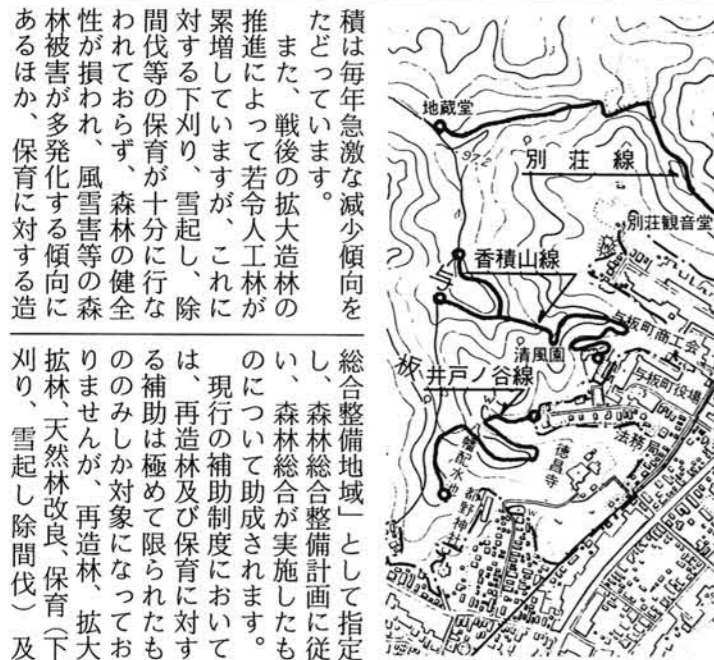 積は毎年急激な減少傾向を
たどっています。
また、戦後の拡大造林の
推進によって若令人工林が
累増していますが、これに
対する下刈り、雪起し、除
間伐等の保育が十分に行な
われておらず、森林の健全
性が損われ、風雪害等の森
林被害が多発化する傾向に
あるほか、保育に対する造
総合整備地域」として指定
し、森林総合整備計画に従
い、森林総合が実施したも
のについて助成されます。
現行の補助制度において
は、再造林及び保育に対す
る補助は極めて限られたも
ののみしか対象になってお
りませんが、再造林、拡大
拡林、天然林改良、保育（下
刈り、雪起し除間伐）及
地蔵堂
97.2
別荘線
別荘観音堂
香積山線
与
与板町商工会
清風園
与板町役場
板
井戸ノ谷線
法務局
配水池
徳昌寺
都野神社